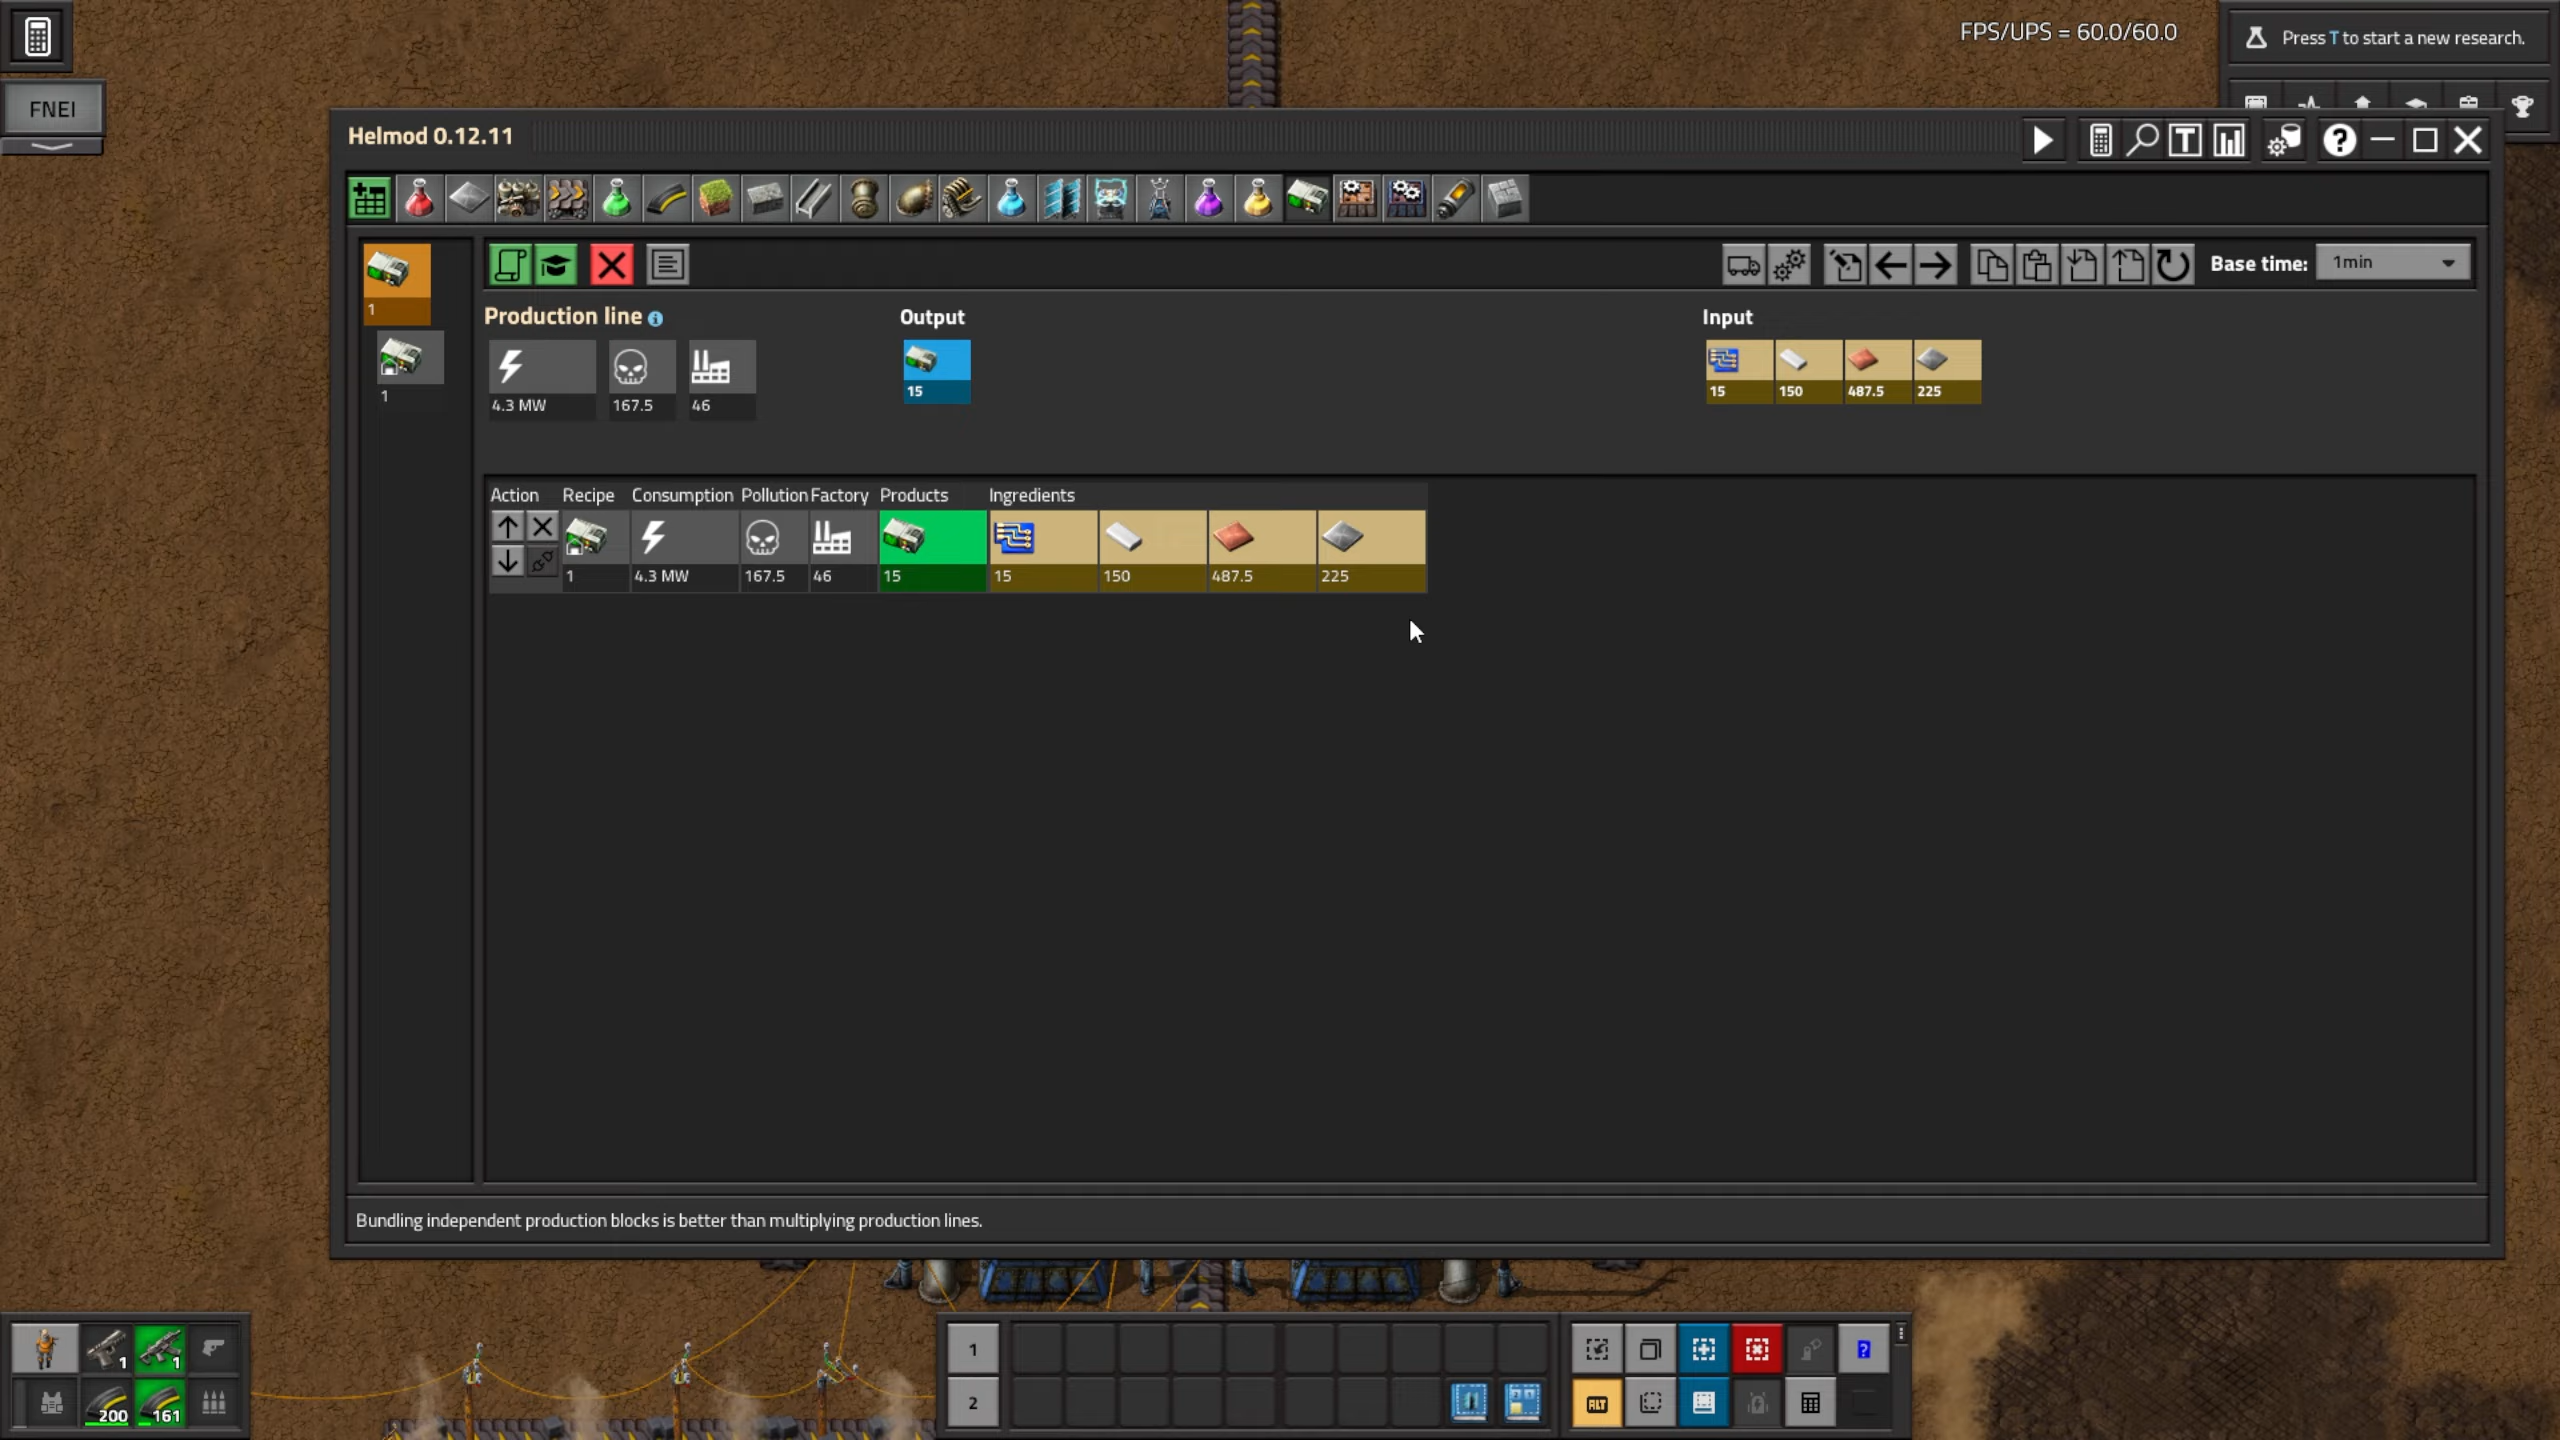 FPS/UPS = 60.0/60.0
Press T to start a new research.
FNEI
Helmod 0.12.11
Base time: 1min
1
1
Production line
4.3 MW 167.5 46
Output
15
Input
15 150 487.5 225
Action Recipe Consumption Pollution Factory Products Ingredients
1 4.3 MW 167.5 46 15 15 150 487.5 225
Bundling independent production blocks is better than multiplying production lines.
1 1
200 161
1
2
?
ALT